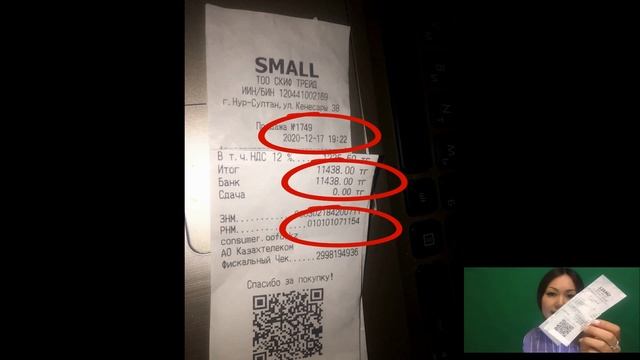 SMALL
ТОО СКИФ ТРЕЙД
ИИН/БИН 120441002189
г. Нур-Султан, ул. Кенесары 38
Продажа №1749
2020-12-17 19:22
В т. ч. НДС 12 %....
Итог 11438.00 тг
Банк 11438.00 тг
Сдача 0.00 тг
ЗНМ
РНМ 010101071154
АО Казахтелеком
Фискальный Чек 2998194936
Спасибо за покупку!